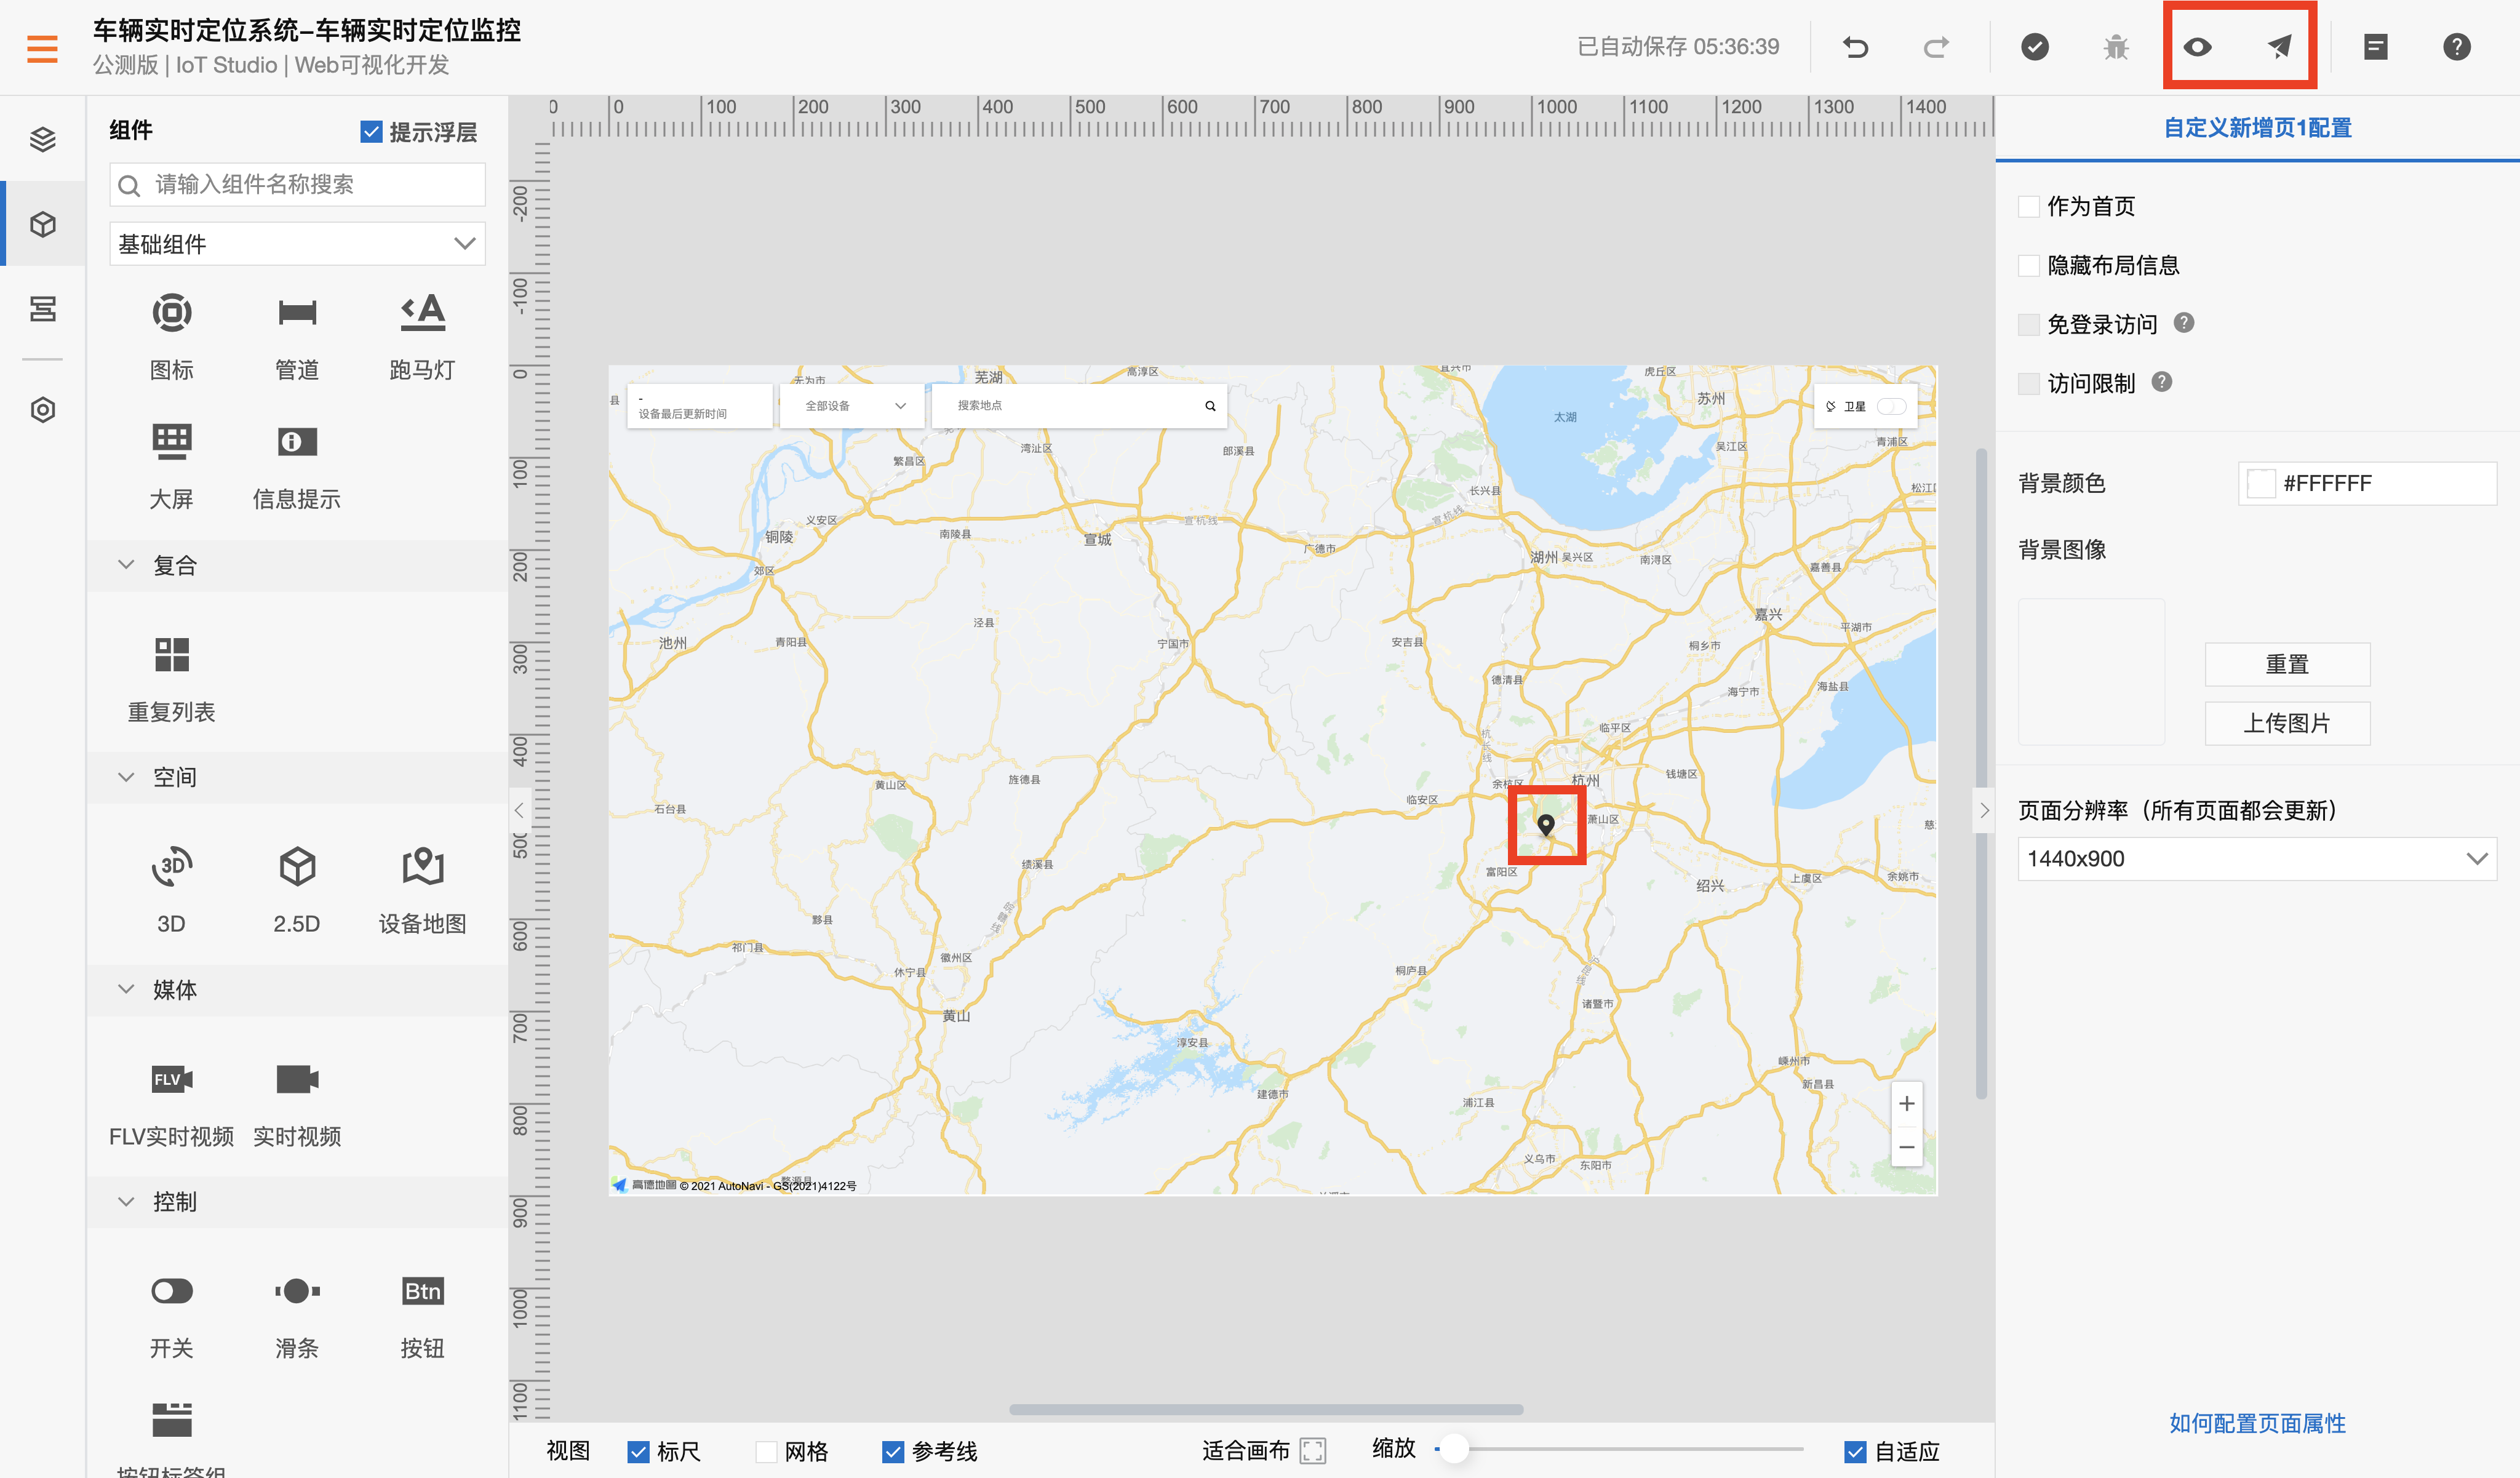 车辆实时定位系统-车辆实时定位监控
公测版 | IoT Studio | Web可视化开发
已自动保存 05:36:39
组件
提示浮层
请输入组件名称搜索
基础组件
图标
管道
跑马灯
大屏
信息提示
复合
重复列表
空间
3D
2.5D
设备地图
媒体
FLV
FLV实时视频
实时视频
控制
开关
滑条
Btn
按钮
按钮标签组
0
0
100
200
300
400
500
600
700
800
900
1000
1100
1200
1300
1400
-200
-100
0
100
200
300
400
500
600
700
800
900
1000
1100
-
设备最后更新时间
全部设备
搜索地点
卫星
无为市
芜湖
高淳区
宜兴市
虎丘区
苏州
太湖
县
湾沚区
郎溪县
吴江区
青浦区
繁昌区
长兴县
松江
义安区
铜陵
南陵县
宣城
宣杭线
宣杭线
广德市
湖州
吴兴区
南浔区
嘉善县
郊区
嘉兴
平湖市
泾县
池州
青阳县
宁国市
安吉县
桐乡市
德清县
海宁市
海盐县
临平区
杭长线
旌德县
黄山区
余杭区
杭州
钱塘区
石台县
临安区
萧山区
慈
绩溪县
富阳区
绍兴
上虞区
余姚市
黟县
祁门县
徽州区
休宁县
桐庐县
诸暨市
黄山
淳安县
嵊州市
新昌县
建德市
浦江县
义乌市
东阳市
婺源县
高德地图 © 2021 AutoNavi - GS(2021)4122号
视图
标尺
网格
参考线
适合画布
缩放
自适应
自定义新增页1配置
作为首页
隐藏布局信息
免登录访问
访问限制
背景颜色
#FFFFFF
背景图像
重置
上传图片
页面分辨率（所有页面都会更新）
1440x900
如何配置页面属性